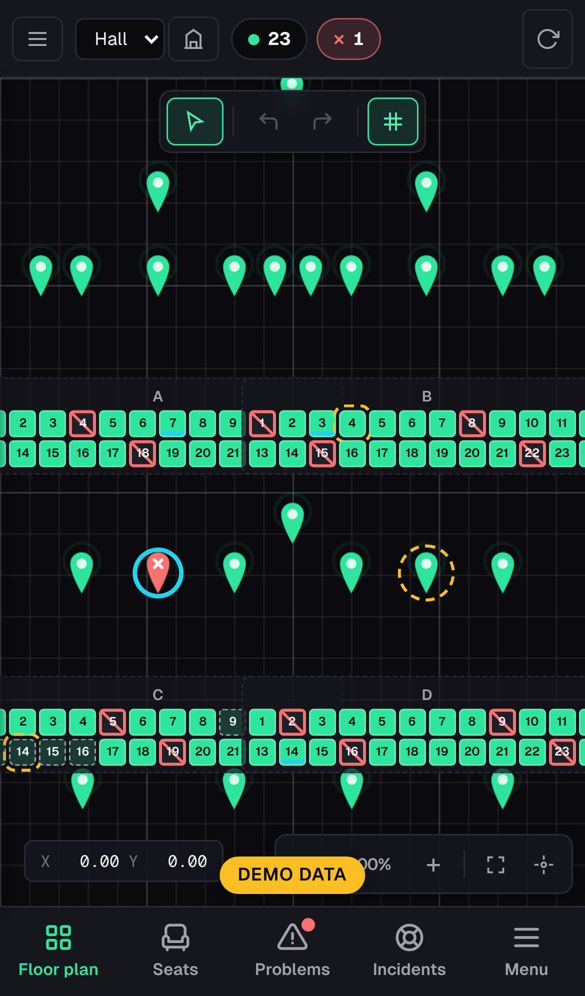 Hall
23
× 1
A
B
2 3 4 5 6 7 8 9 1 2 3 4 5 6 7 8 9 10 11
14 15 16 17 18 19 20 21 13 14 15 16 17 18 19 20 21 22 23
C
D
2 3 4 5 6 7 8 9 1 2 3 4 5 6 7 8 9 10 11
14 15 16 17 18 19 20 21 13 14 15 16 17 18 19 20 21 22 23
X 0.00 Y 0.00
+
DEMO DATA
Floor plan
Seats
Problems
Incidents
Menu